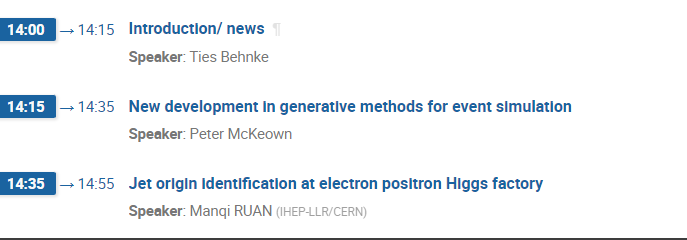 14:00 → 14:15 Introduction/ news ¶
Speaker: Ties Behnke
14:15 → 14:35 New development in generative methods for event simulation
Speaker: Peter McKeown
14:35 → 14:55 Jet origin identification at electron positron Higgs factory
Speaker: Manqi RUAN (IHEP-LLR/CERN)